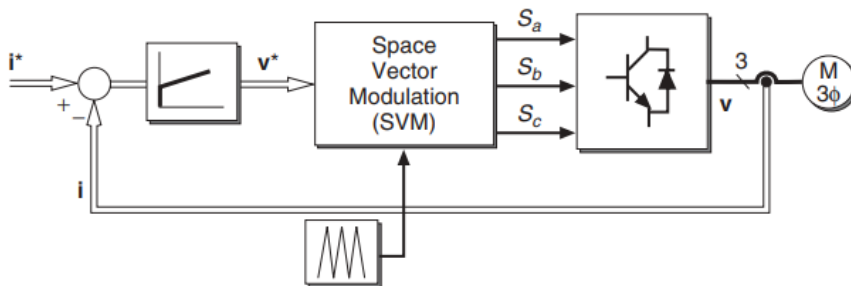 i*
+
−
i
v*
Space
Vector
Modulation
(SVM)
Sa
Sb
Sc
3
v
M
3ϕ